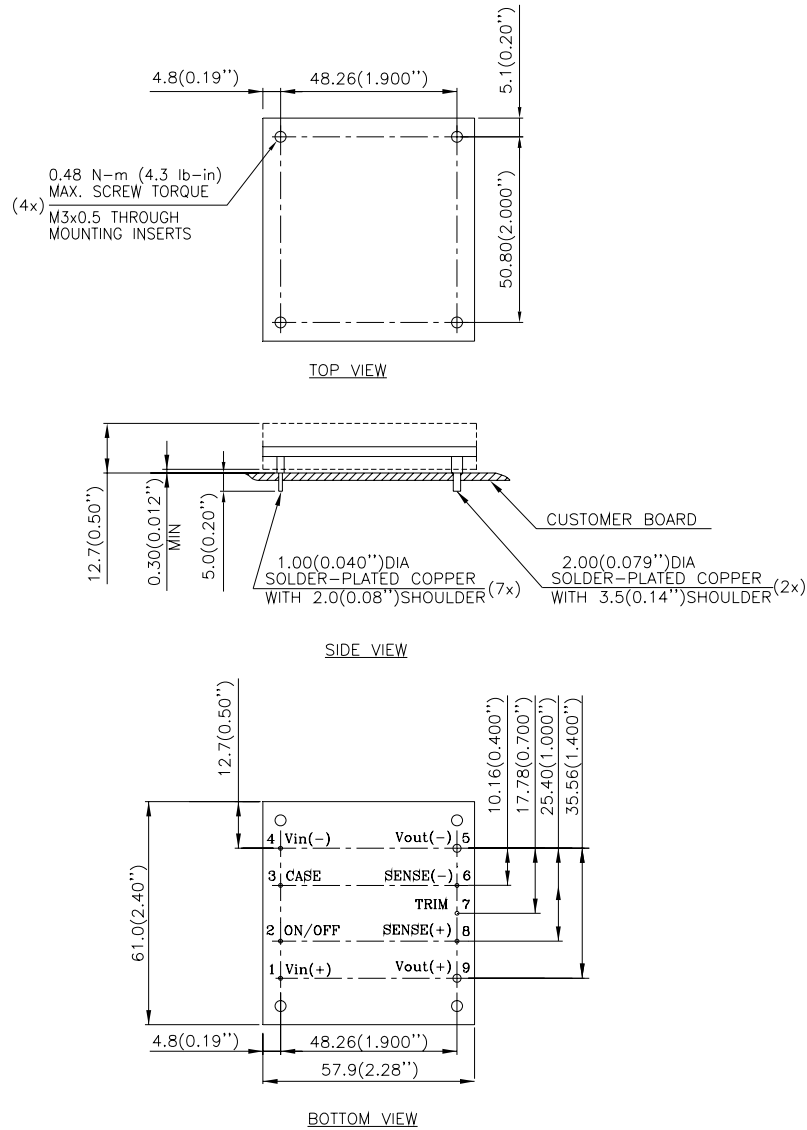 4.8(0.19'')
48.26(1.900'')
5.1(0.20'')
0.48 N-m (4.3 lb-in)
MAX. SCREW TORQUE
(4x)
M3x0.5 THROUGH
MOUNTING INSERTS
50.80(2.000'')
TOP VIEW
12.7(0.50'')
0.30(0.012'')
MIN
5.0(0.20'')
CUSTOMER BOARD
1.00(0.040'')DIA
SOLDER-PLATED COPPER
WITH 2.0(0.08'')SHOULDER
(7x)
2.00(0.079'')DIA
SOLDER-PLATED COPPER
WITH 3.5(0.14'')SHOULDER
(2x)
SIDE VIEW
12.7(0.50'')
10.16(0.400'')
17.78(0.700'')
25.40(1.000'')
35.56(1.400'')
61.0(2.40'')
4 Vin(-)
Vout(-) 5
3 CASE
SENSE(-) 6
TRIM 7
2 ON/OFF
SENSE(+) 8
1 Vin(+)
Vout(+) 9
4.8(0.19'')
48.26(1.900'')
57.9(2.28'')
BOTTOM VIEW